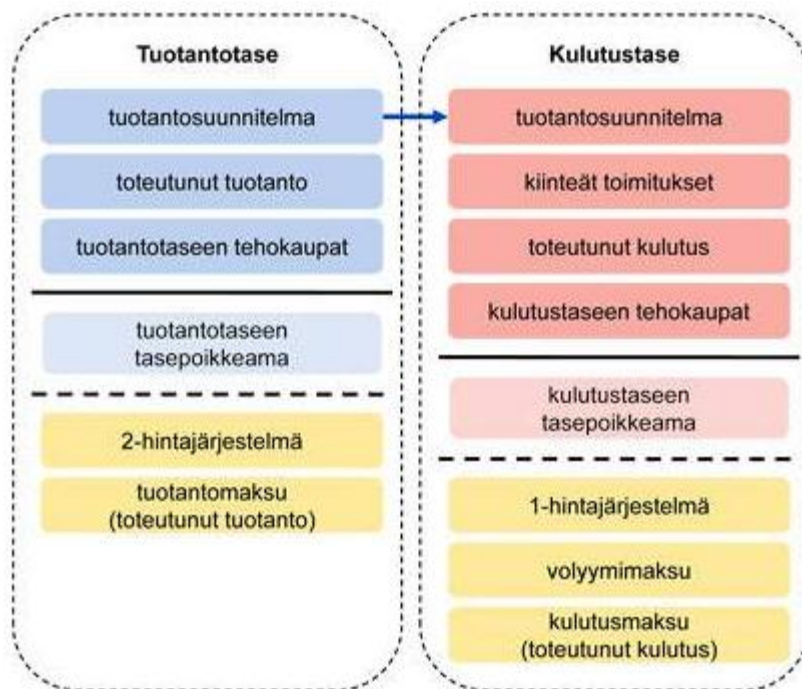 Tuotantotase
tuotantosuunnitelma
toteutunut tuotanto
tuotantotaseen tehokaupat
tuotantotaseen
tasepoikkeama
2-hintajärjestelmä
tuotantomaksu
(toteutunut tuotanto)
Kulutustase
tuotantosuunnitelma
kiinteät toimitukset
toteutunut kulutus
kulutustaseen tehokaupat
kulutustaseen
tasepoikkeama
1-hintajärjestelmä
volyymimaksu
kulutusmaksu
(toteutunut kulutus)